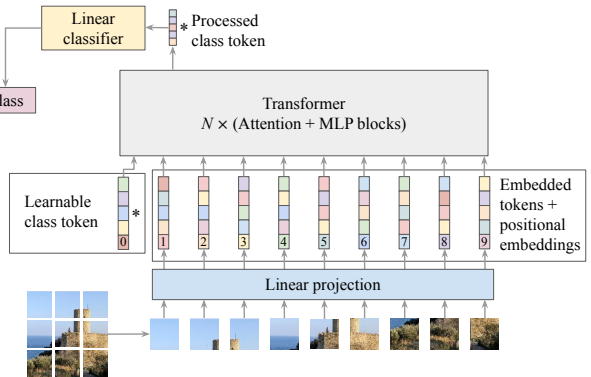 Linear
classifier
* Processed
class token
lass
Transformer
N × (Attention + MLP blocks)
Learnable
class token
*
0 1 2 3 4 5 6 7 8 9
Embedded
tokens +
positional
embeddings
Linear projection